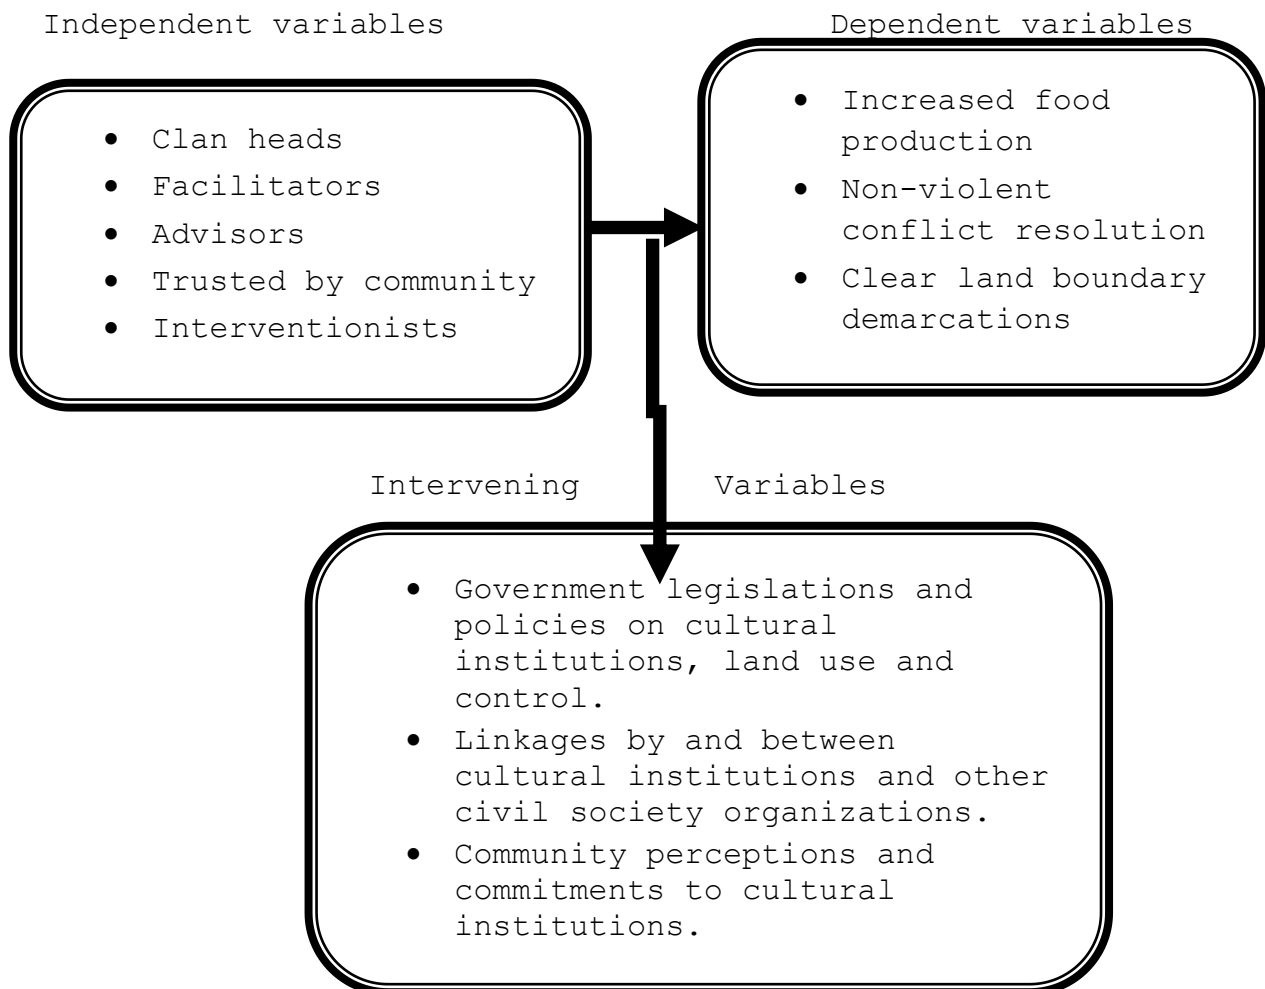 Independent variables
Dependent variables
• Clan heads
• Facilitators
• Advisors
• Trusted by community
• Interventionists
• Increased food
production
• Non-violent
conflict resolution
• Clear land boundary
demarcations
Intervening Variables
• Government legislations and
policies on cultural
institutions, land use and
control.
• Linkages by and between
cultural institutions and other
civil society organizations.
• Community perceptions and
commitments to cultural
institutions.